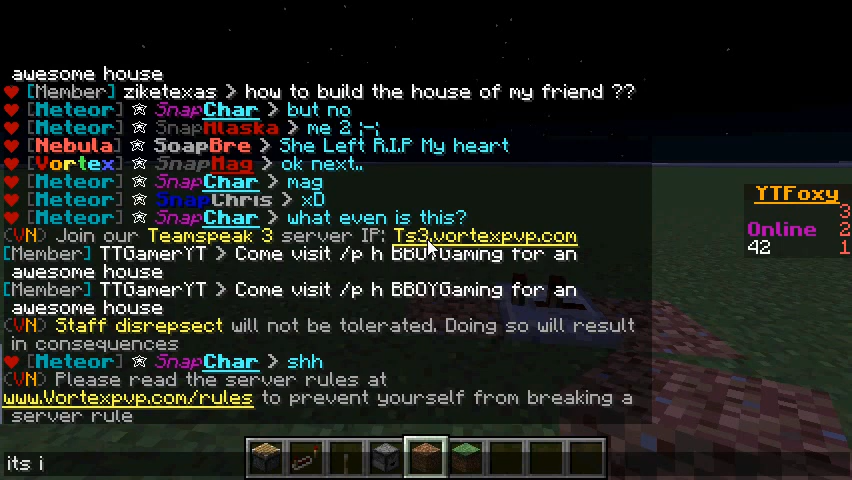 awesome house
[Member] ziketexas > how to build the house of my friend ??
[Meteor] ☆ SnapChar > but no
[Meteor] ☆ SnapAlaska > me 2 ;-;
[Nebula] ☆ SoapBre > She Left R.I.P My heart
[Vortex] ☆ SnapMag > ok next..
[Meteor] ☆ SnapChar > mag
[Meteor] ☆ SnapChris > xD
[Meteor] ☆ SnapChar > what even is this?
(VN) Join our Teamspeak 3 server IP: Ts3.vortexpvp.com
[Member] TTGamerYT > Come visit /p h BBOYGaming for an
awesome house
[Member] TTGamerYT > Come visit /p h BBOYGaming for an
awesome house
(VN) Staff disrepsect will not be tolerated. Doing so will result
in consequences
[Meteor] ☆ SnapChar > shh
(VN) Please read the server rules at
www.Vortexpvp.com/rules to prevent yourself from breaking a
server rule
its i
YTFoxy
3
Online 2
42 1